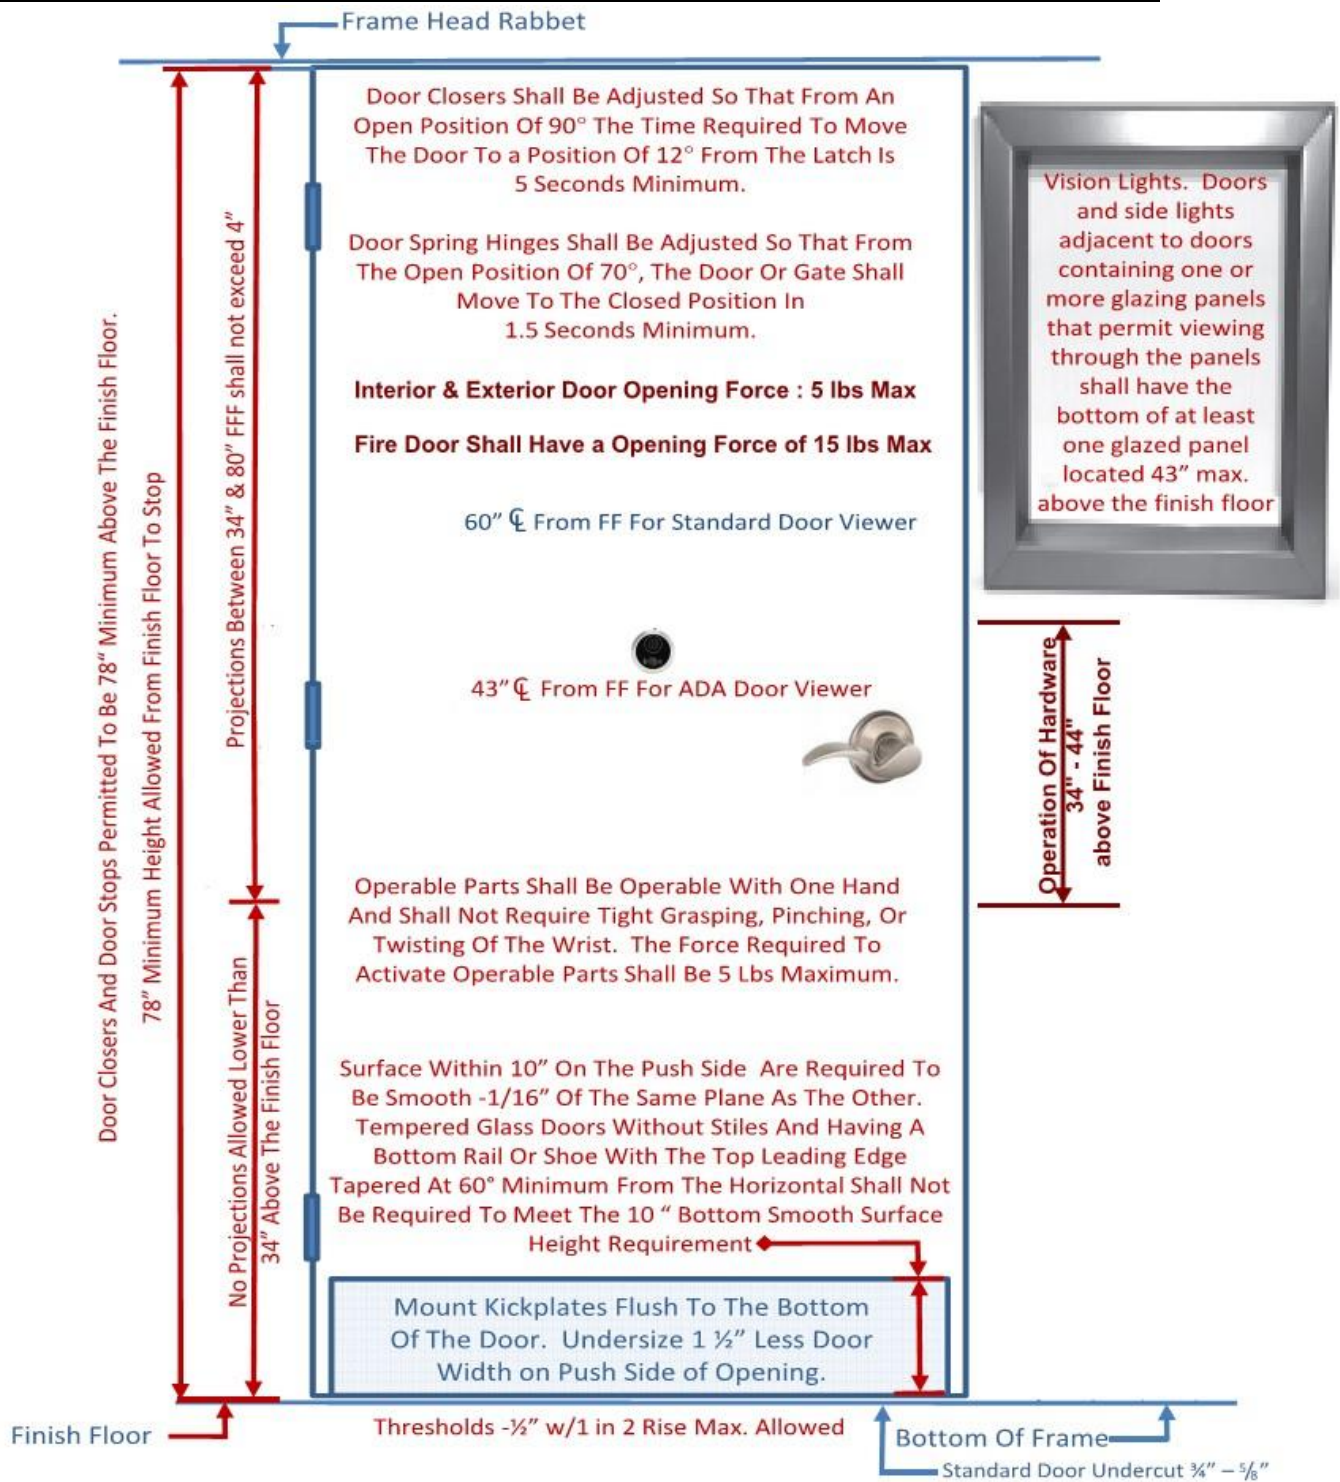 Frame Head Rabbet
Door Closers Shall Be Adjusted So That From An
Open Position Of 90° The Time Required To Move
The Door To a Position Of 12° From The Latch Is
5 Seconds Minimum.
Door Spring Hinges Shall Be Adjusted So That From
The Open Position Of 70°, The Door Or Gate Shall
Move To The Closed Position In
1.5 Seconds Minimum.
Interior & Exterior Door Opening Force : 5 lbs Max
Fire Door Shall Have a Opening Force of 15 lbs Max
60” ℄ From FF For Standard Door Viewer
43” ℄ From FF For ADA Door Viewer
Operable Parts Shall Be Operable With One Hand
And Shall Not Require Tight Grasping, Pinching, Or
Twisting Of The Wrist. The Force Required To
Activate Operable Parts Shall Be 5 Lbs Maximum.
Surface Within 10” On The Push Side Are Required To
Be Smooth -1/16” Of The Same Plane As The Other.
Tempered Glass Doors Without Stiles And Having A
Bottom Rail Or Shoe With The Top Leading Edge
Tapered At 60° Minimum From The Horizontal Shall Not
Be Required To Meet The 10 “ Bottom Smooth Surface
Height Requirement
Mount Kickplates Flush To The Bottom
Of The Door. Undersize 1 ½” Less Door
Width on Push Side of Opening.
Thresholds -½” w/1 in 2 Rise Max. Allowed
Door Closers And Door Stops Permitted To Be 78“ Minimum Above The Finish Floor.
78” Minimum Height Allowed From Finish Floor To Stop
Projections Between 34” & 80” FFF shall not exceed 4”
No Projections Allowed Lower Than
34” Above The Finish Floor
Vision Lights. Doors
and side lights
adjacent to doors
containing one or
more glazing panels
that permit viewing
through the panels
shall have the
bottom of at least
one glazed panel
located 43” max.
above the finish floor
Operation Of Hardware
34" - 44"
above Finish Floor
Finish Floor
Bottom Of Frame
Standard Door Undercut ¾” – ⅝”